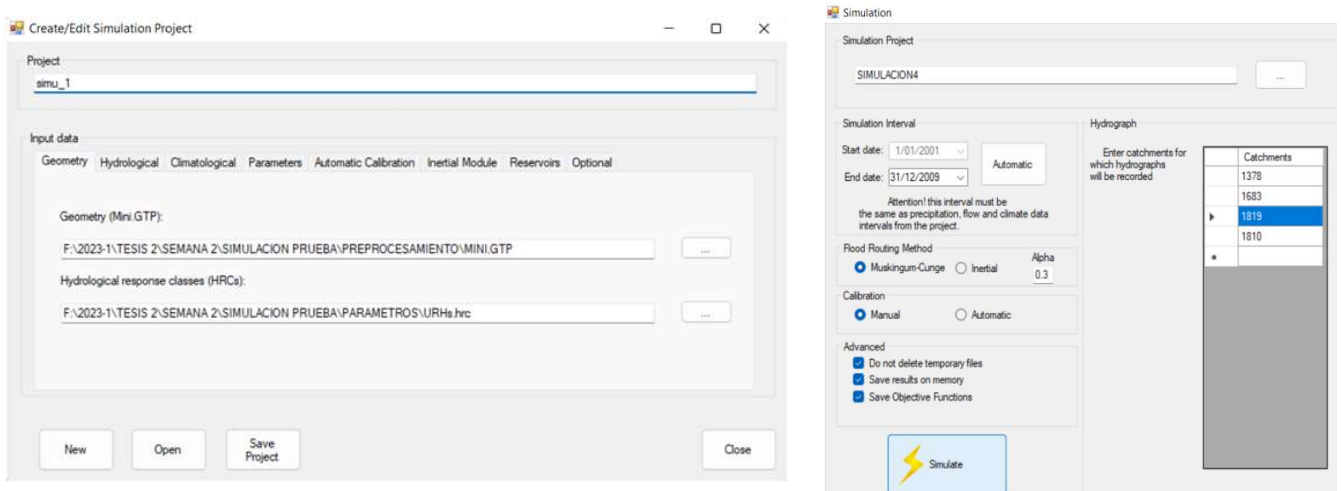 Create/Edit Simulation Project
Project
simu_1
Input data
Geometry Hydrological Climatological Parameters Automatic Calibration Inertial Module Reservoirs Optional
Geometry (Mini.GTP):
F:\2023-1\TESIS 2\SEMANA 2\SIMULACION PRUEBA\PREPROCESAMIENTO\MINI.GTP
...
Hydrological response classes (HRCs):
F:\2023-1\TESIS 2\SEMANA 2\SIMULACION PRUEBA\PARAMETROS\URHs.hrc
...
New Open Save
Project
Close
Simulation
Simulation Project
SIMULACION4
...
Simulation Interval
Start date: 1/01/2001
End date: 31/12/2009
Automatic
Attention! this interval must be
the same as precipitation, flow and climate data
intervals from the project.
Flood Routing Method
Muskingum-Cunge Inertial
Alpha
0.3
Calibration
Manual Automatic
Advanced
Do not delete temporary files
Save results on memory
Save Objective Functions
Simulate
Hydrograph
Enter catchments for
which hydrographs
will be recorded
Catchments
1378
1683
1819
1810